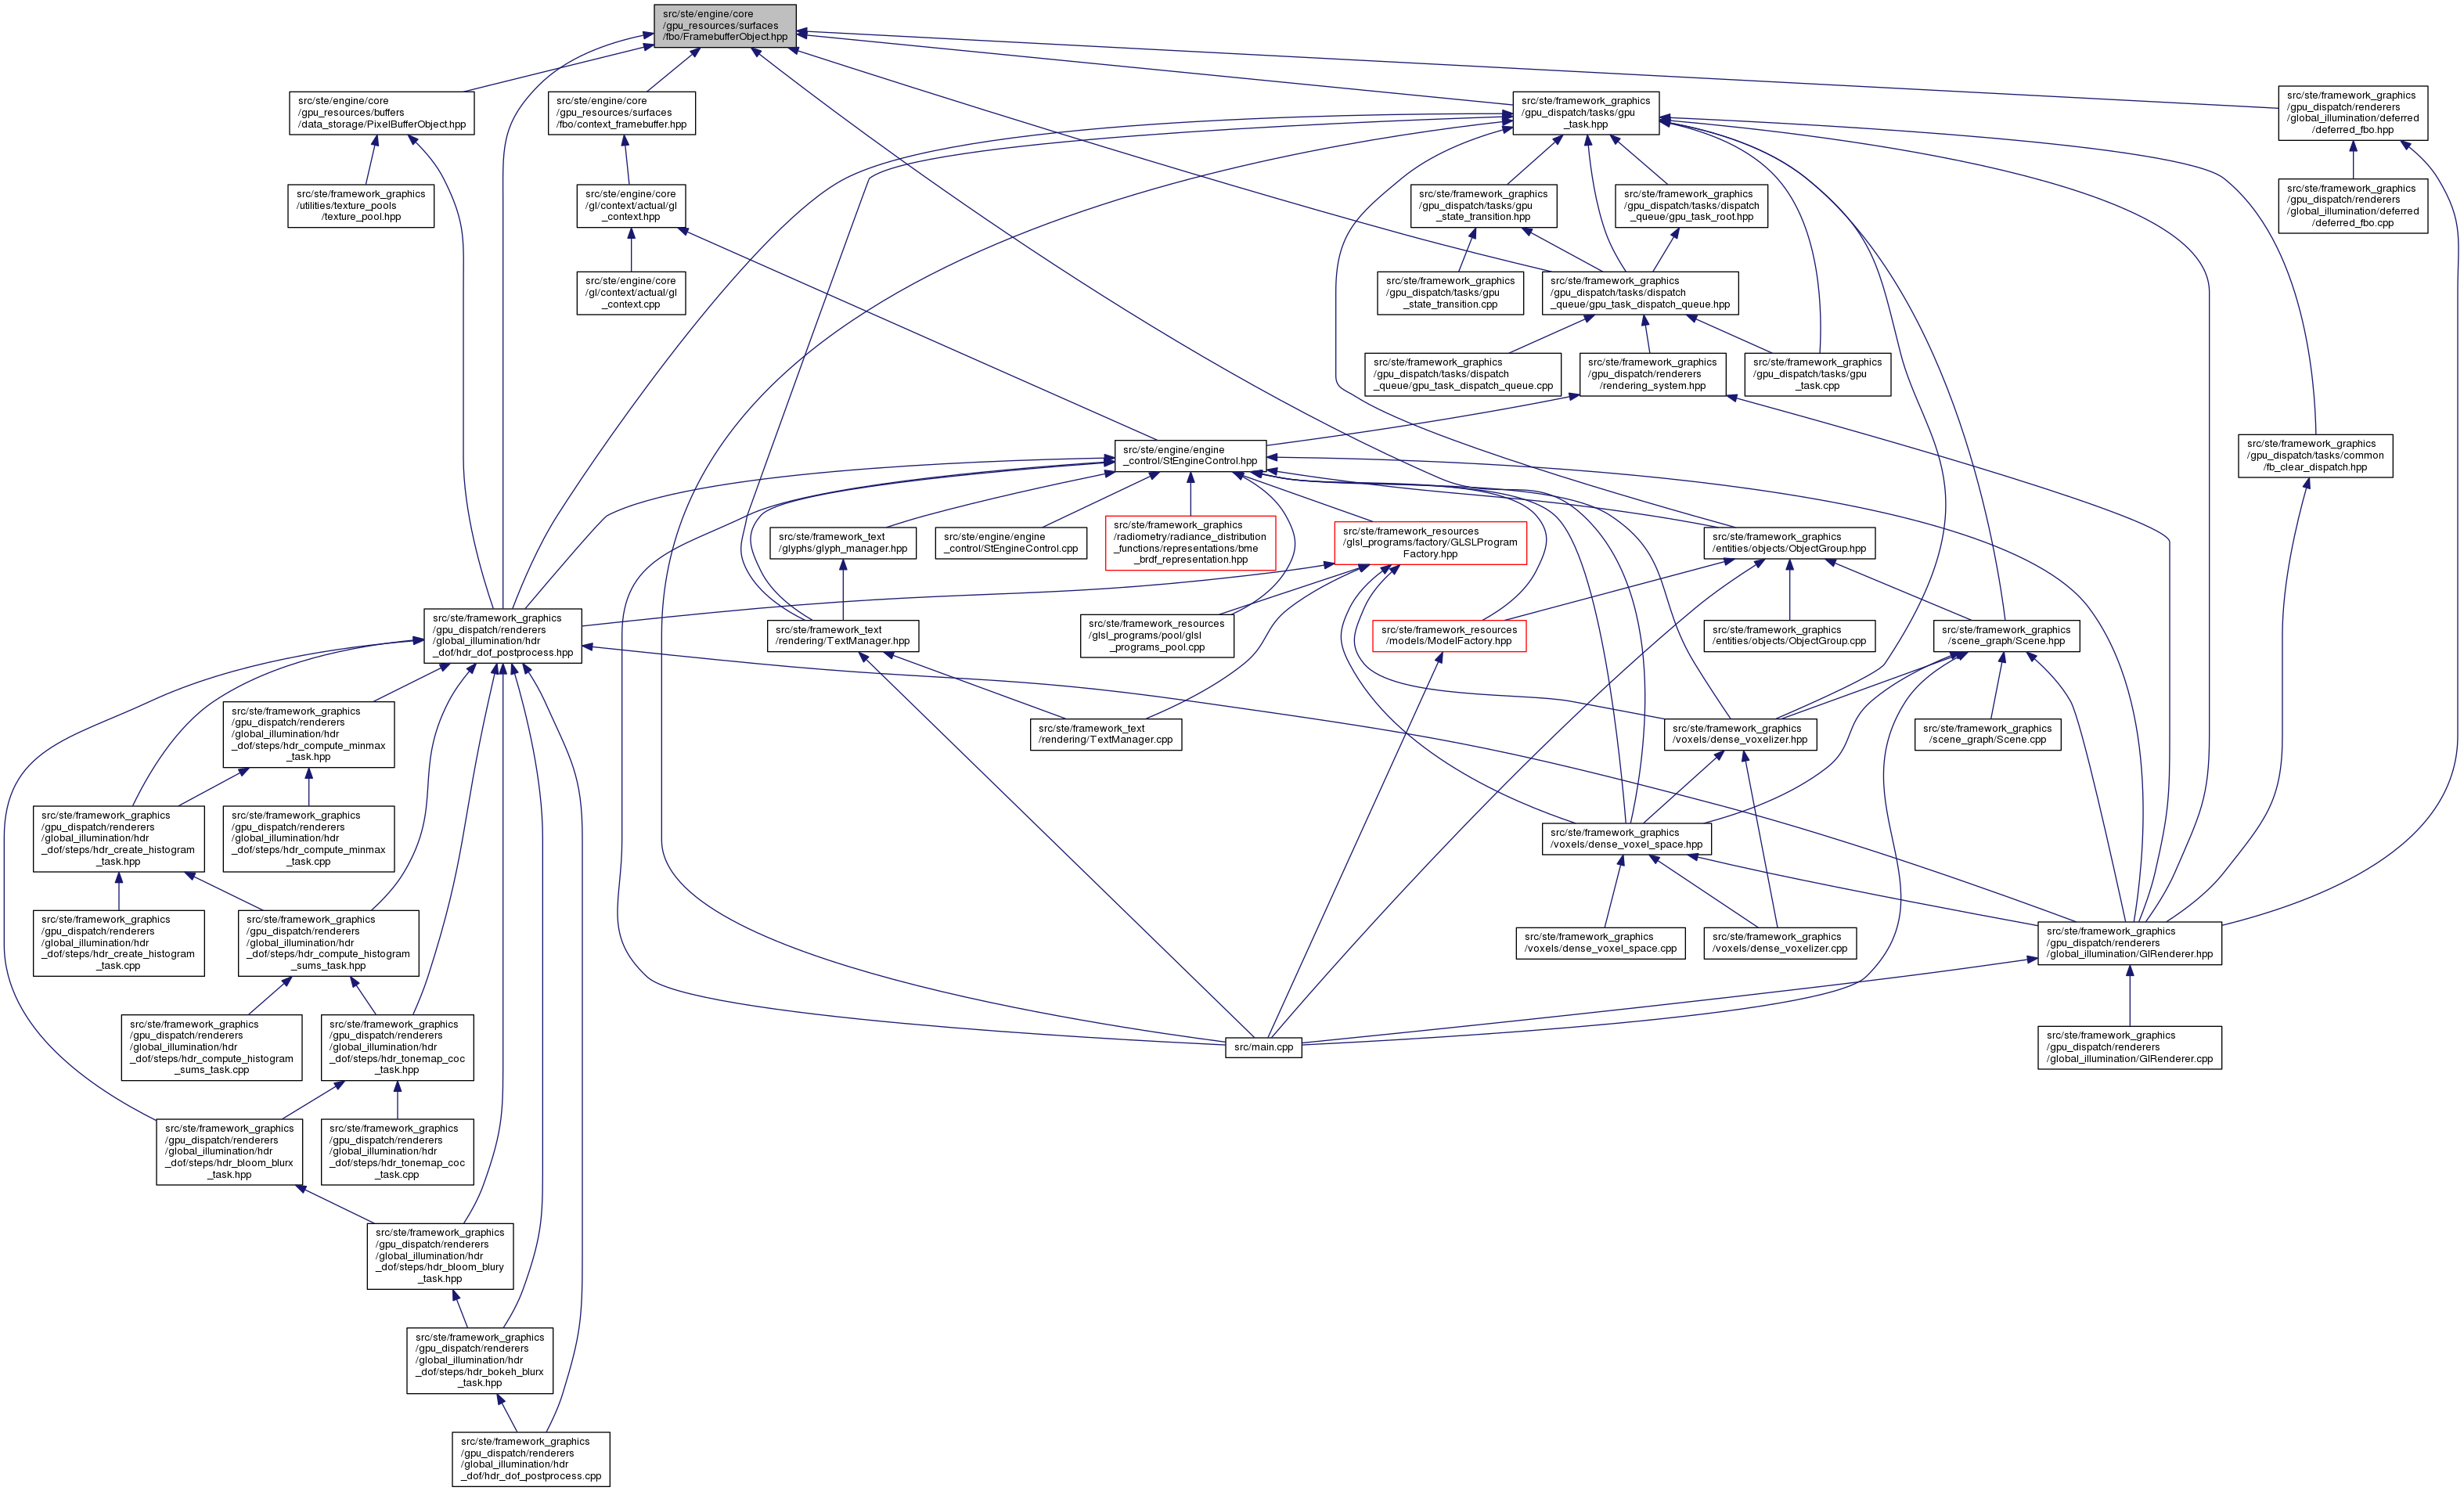 src/ste/engine/core
/gpu_resources/surfaces
/fbo/FramebufferObject.hpp
src/ste/engine/core
/gpu_resources/buffers
/data_storage/PixelBufferObject.hpp
src/ste/engine/core
/gpu_resources/surfaces
/fbo/context_framebuffer.hpp
src/ste/framework_graphics
/gpu_dispatch/tasks/gpu
_task.hpp
src/ste/framework_graphics
/gpu_dispatch/renderers
/global_illumination/deferred
/deferred_fbo.hpp
src/ste/framework_graphics
/utilities/texture_pools
/texture_pool.hpp
src/ste/engine/core
/gl/context/actual/gl
_context.hpp
src/ste/framework_graphics
/gpu_dispatch/tasks/gpu
_state_transition.hpp
src/ste/framework_graphics
/gpu_dispatch/tasks/dispatch
_queue/gpu_task_root.hpp
src/ste/framework_graphics
/gpu_dispatch/renderers
/global_illumination/deferred
/deferred_fbo.cpp
src/ste/engine/core
/gl/context/actual/gl
_context.cpp
src/ste/framework_graphics
/gpu_dispatch/tasks/gpu
_state_transition.cpp
src/ste/framework_graphics
/gpu_dispatch/tasks/dispatch
_queue/gpu_task_dispatch_queue.hpp
src/ste/framework_graphics
/gpu_dispatch/tasks/dispatch
_queue/gpu_task_dispatch_queue.cpp
src/ste/framework_graphics
/gpu_dispatch/renderers
/rendering_system.hpp
src/ste/framework_graphics
/gpu_dispatch/tasks/gpu
_task.cpp
src/ste/engine/engine
_control/StEngineControl.hpp
src/ste/framework_graphics
/gpu_dispatch/tasks/common
/fb_clear_dispatch.hpp
src/ste/framework_text
/glyphs/glyph_manager.hpp
src/ste/engine/engine
_control/StEngineControl.cpp
src/ste/framework_graphics
/radiometry/radiance_distribution
_functions/representations/bme
_brdf_representation.hpp
src/ste/framework_resources
/glsl_programs/factory/GLSLProgram
Factory.hpp
src/ste/framework_graphics
/entities/objects/ObjectGroup.hpp
src/ste/framework_graphics
/gpu_dispatch/renderers
/global_illumination/hdr
_dof/hdr_dof_postprocess.hpp
src/ste/framework_text
/rendering/TextManager.hpp
src/ste/framework_resources
/glsl_programs/pool/glsl
_programs_pool.cpp
src/ste/framework_resources
/models/ModelFactory.hpp
src/ste/framework_graphics
/entities/objects/ObjectGroup.cpp
src/ste/framework_graphics
/scene_graph/Scene.hpp
src/ste/framework_graphics
/gpu_dispatch/renderers
/global_illumination/hdr
_dof/steps/hdr_compute_minmax
_task.hpp
src/ste/framework_text
/rendering/TextManager.cpp
src/ste/framework_graphics
/voxels/dense_voxelizer.hpp
src/ste/framework_graphics
/scene_graph/Scene.cpp
src/ste/framework_graphics
/gpu_dispatch/renderers
/global_illumination/hdr
_dof/steps/hdr_create_histogram
_task.hpp
src/ste/framework_graphics
/gpu_dispatch/renderers
/global_illumination/hdr
_dof/steps/hdr_compute_minmax
_task.cpp
src/ste/framework_graphics
/voxels/dense_voxel_space.hpp
src/ste/framework_graphics
/gpu_dispatch/renderers
/global_illumination/hdr
_dof/steps/hdr_create_histogram
_task.cpp
src/ste/framework_graphics
/gpu_dispatch/renderers
/global_illumination/hdr
_dof/steps/hdr_compute_histogram
_sums_task.hpp
src/ste/framework_graphics
/voxels/dense_voxel_space.cpp
src/ste/framework_graphics
/voxels/dense_voxelizer.cpp
src/ste/framework_graphics
/gpu_dispatch/renderers
/global_illumination/GIRenderer.hpp
src/ste/framework_graphics
/gpu_dispatch/renderers
/global_illumination/hdr
_dof/steps/hdr_compute_histogram
_sums_task.cpp
src/ste/framework_graphics
/gpu_dispatch/renderers
/global_illumination/hdr
_dof/steps/hdr_tonemap_coc
_task.hpp
src/main.cpp
src/ste/framework_graphics
/gpu_dispatch/renderers
/global_illumination/GIRenderer.cpp
src/ste/framework_graphics
/gpu_dispatch/renderers
/global_illumination/hdr
_dof/steps/hdr_bloom_blurx
_task.hpp
src/ste/framework_graphics
/gpu_dispatch/renderers
/global_illumination/hdr
_dof/steps/hdr_tonemap_coc
_task.cpp
src/ste/framework_graphics
/gpu_dispatch/renderers
/global_illumination/hdr
_dof/steps/hdr_bloom_blury
_task.hpp
src/ste/framework_graphics
/gpu_dispatch/renderers
/global_illumination/hdr
_dof/steps/hdr_bokeh_blurx
_task.hpp
src/ste/framework_graphics
/gpu_dispatch/renderers
/global_illumination/hdr
_dof/hdr_dof_postprocess.cpp